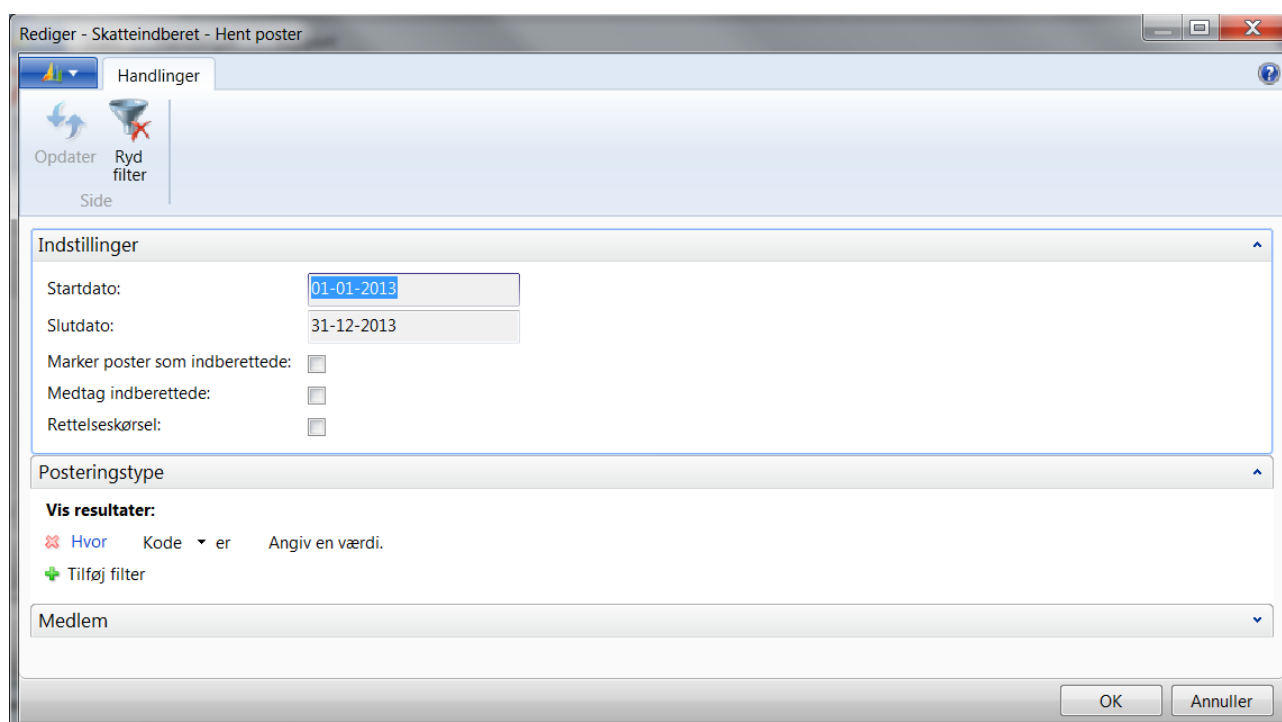 Rediger - Skatteindberet - Hent poster
Handlinger
Opdater
Ryd filter
Side
Indstillinger
Startdato: 01-01-2013
Slutdato: 31-12-2013
Marker poster som indberettede:
Medtag indberettede:
Rettelseskørsel:
Posteringstype
Vis resultater:
Hvor Kode er Angiv en værdi.
Tilføj filter
Medlem
OK Annuller